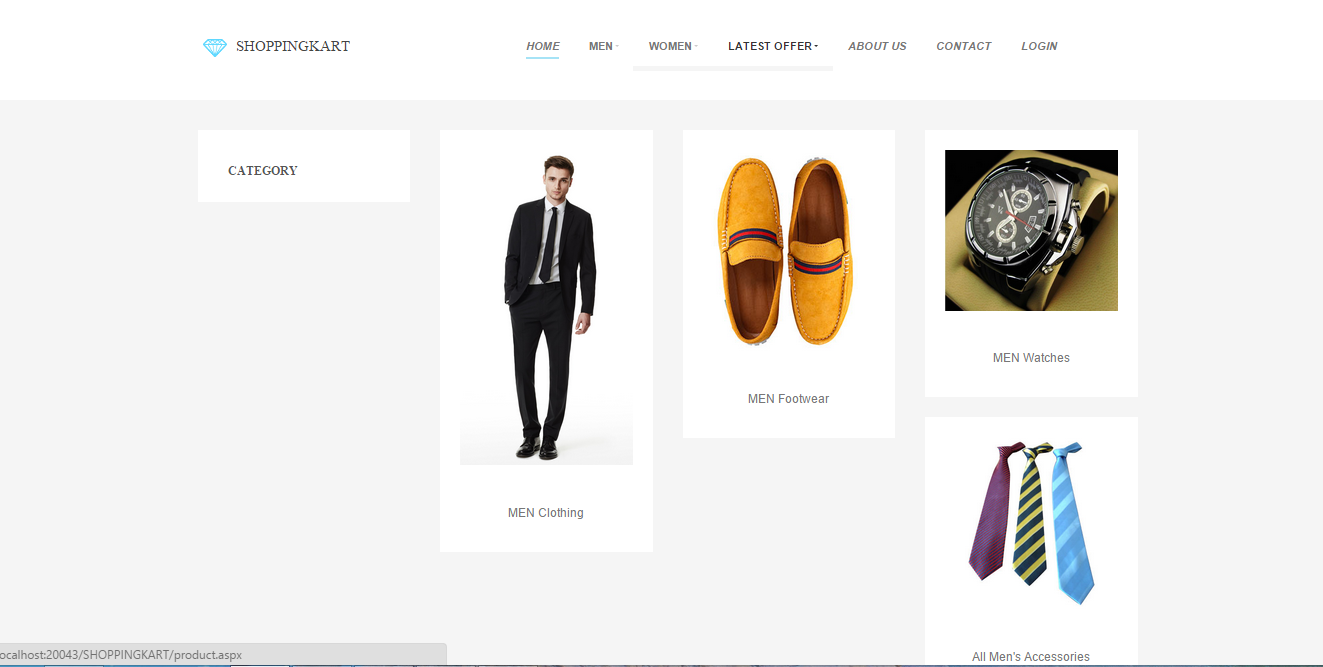 SHOPPINGKART
HOME MEN WOMEN LATEST OFFER ABOUT US CONTACT LOGIN
CATEGORY
MEN Clothing
MEN Footwear
MEN Watches
All Men's Accessories
ocalhost:20043/SHOPPINGKART/product.aspx